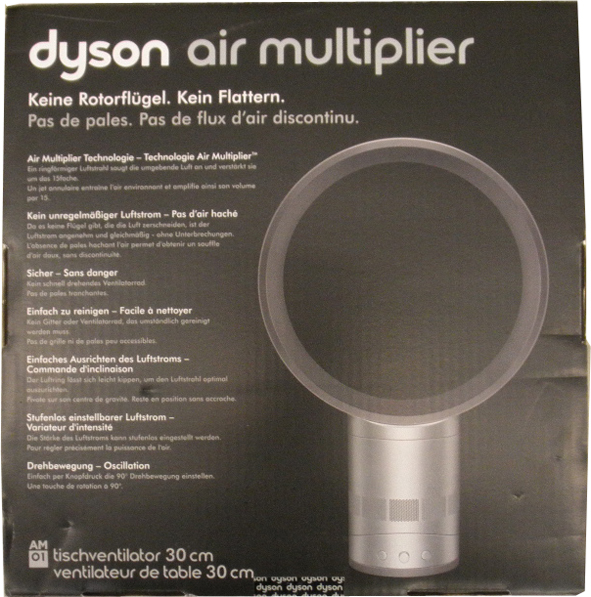 dyson air multiplier
Keine Rotorflügel. Kein Flattern.
Pas de pales. Pas de flux d'air discontinu.
Air Multiplier Technologie – Technologie Air Multiplier™
Ein ringförmiger Luftstrahl saugt die umgebende Luft an und verstärkt sie
um das 15fache.
Un jet annulaire entraîne l'air environnant et amplifie ainsi son volume
par 15.
Kein unregelmäßiger Luftstrom – Pas d'air haché
Da es keine Flügel gibt, die die Luft zerschneiden, ist der
Luftstrom angenehm und gleichmäßig - ohne Unterbrechungen.
L'absence de pales hachant l'air permet d'obtenir un souffle
d'air doux, sans discontinuité.
Sicher – Sans danger
Kein schnell drehendes Ventilatorrad.
Pas de pales tranchantes.
Einfach zu reinigen – Facile à nettoyer
Kein Gitter oder Ventilatorrad, das umständlich gereinigt
werden muss.
Pas de grille ni de pales peu accessibles.
Einfaches Ausrichten des Luftstroms –
Commande d'inclinaison
Der Luftring lässt sich leicht kippen, um den Luftstrahl optimal
auszurichten.
Pivote sur son centre de gravité. Reste en position sans accroche.
Stufenlos einstellbarer Luftstrom –
Variateur d'intensité
Die Stärke des Luftstroms kann stufenlos eingestellt werden.
Pour régler précisément la puissance de l'air.
Drehbewegung – Oscillation
Einfach per Knopfdruck die 90° Drehbewegung einstellen.
Une touche de rotation à 90°.
AM
01
tischventilator 30 cm
ventilateur de table 30 cm
dyson dyson dy
dyson dyson dyson
dyson dyson dyson